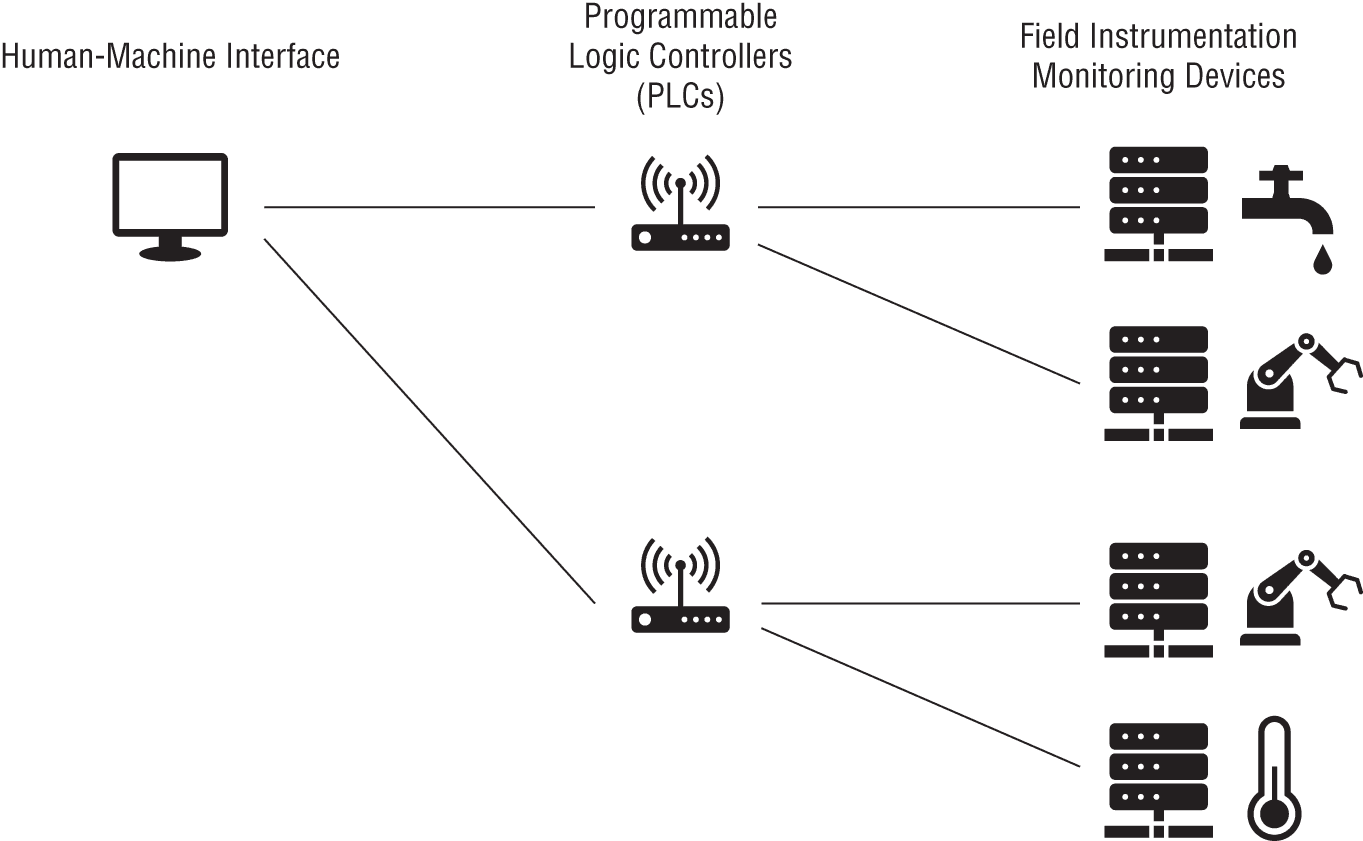 Human-Machine Interface
Programmable
Logic Controllers
(PLCs)
Field Instrumentation
Monitoring Devices